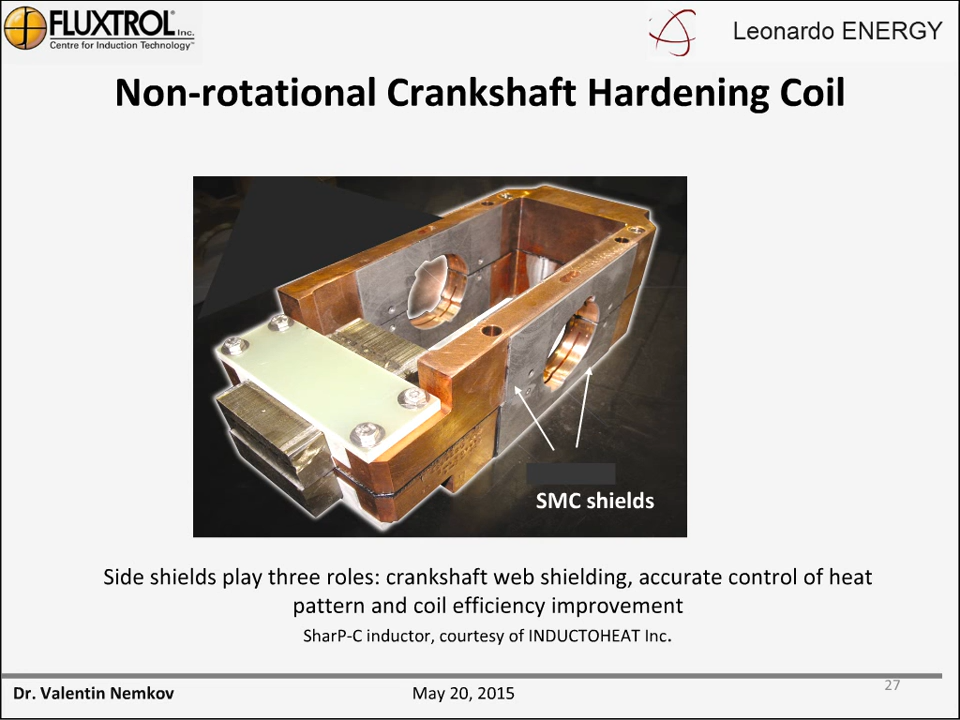 FLUXTROL® Inc.
Centre for Induction Technology™
Leonardo ENERGY
Non-rotational Crankshaft Hardening Coil
SMC shields
Side shields play three roles: crankshaft web shielding, accurate control of heat
pattern and coil efficiency improvement
SharP-C inductor, courtesy of INDUCTOHEAT Inc.
Dr. Valentin Nemkov
May 20, 2015
27